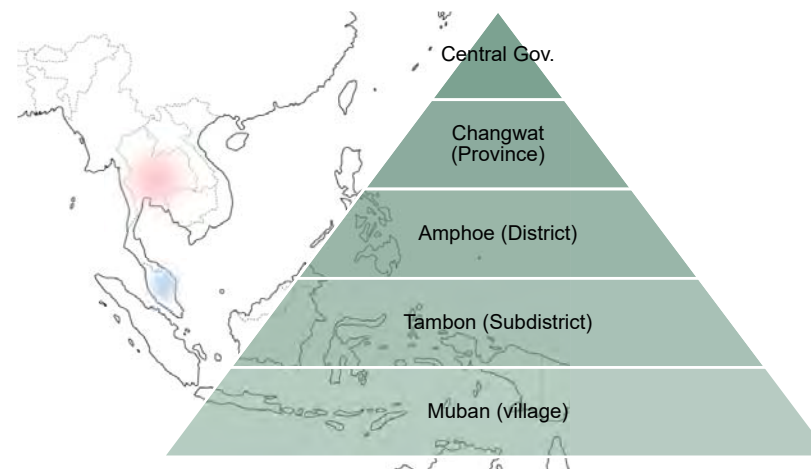 Central Gov.
Changwat
(Province)
Amphoe (District)
Tambon (Subdistrict)
Muban (village)